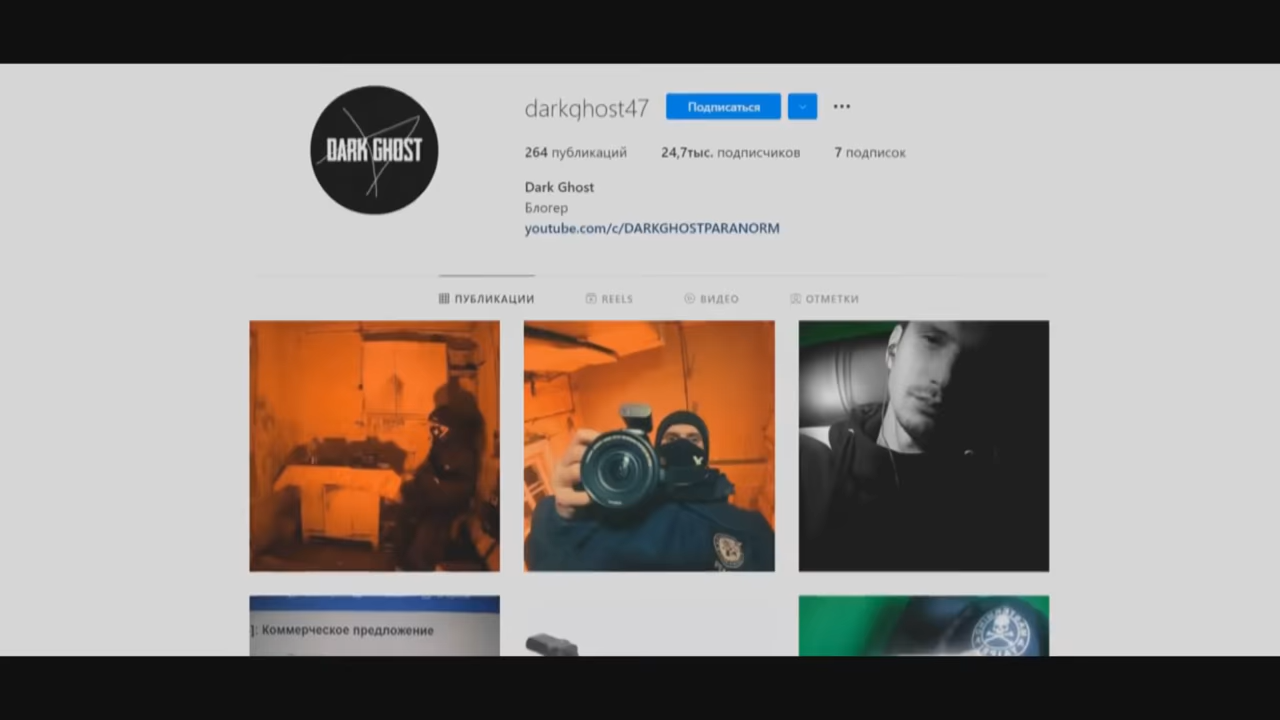 DARK GHOST
darkghost47
Подписаться
264 публикаций
24,7тыс. подписчиков
7 подписок
Dark Ghost
Блогер
youtube.com/c/DARKGHOSTPARANORM
ПУБЛИКАЦИИ
REELS
ВИДЕО
ОТМЕТКИ
]: Коммерческое предложение